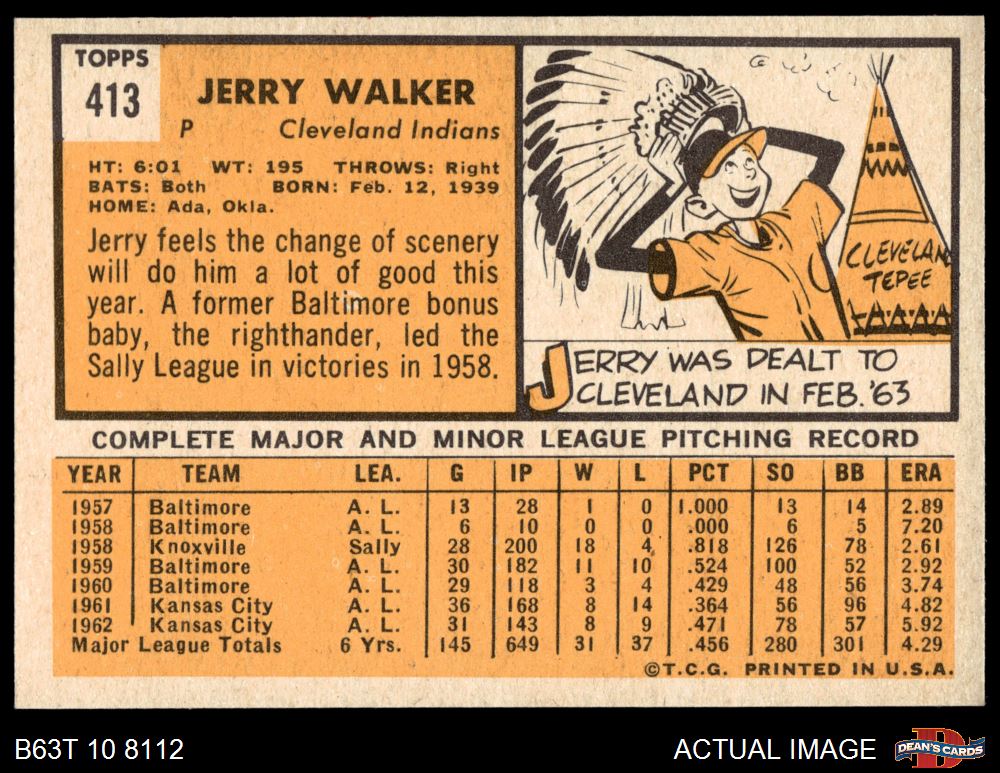 TOPPS
413
JERRY WALKER
P Cleveland Indians
HT: 6:01 WT: 195 THROWS: Right
BATS: Both BORN: Feb. 12, 1939
HOME: Ada, Okla.
Jerry feels the change of scenery
will do him a lot of good this
year. A former Baltimore bonus
baby, the righthander, led the
Sally League in victories in 1958.
CLEVELAN
TEPEE
JERRY WAS DEALT TO
CLEVELAND IN FEB. '63
COMPLETE MAJOR AND MINOR LEAGUE PITCHING RECORD
YEAR TEAM LEA. G IP W L PCT SO BB ERA
1957 Baltimore A. L. 13 28 1 0 1.000 13 14 2.89
1958 Baltimore A. L. 6 10 0 0 .000 6 5 7.20
1958 Knoxville Sally 28 200 18 4 .818 126 78 2.61
1959 Baltimore A. L. 30 182 11 10 .524 100 52 2.92
1960 Baltimore A. L. 29 118 3 4 .429 48 56 3.74
1961 Kansas City A. L. 36 168 8 14 .364 56 96 4.82
1962 Kansas City A. L. 31 143 8 9 .471 78 57 5.92
Major League Totals 6 Yrs. 145 649 31 37 .456 280 301 4.29
©T.C.G. PRINTED IN U.S.A.
B63T 10 8112
ACTUAL IMAGE
D
DEAN'S CARDS